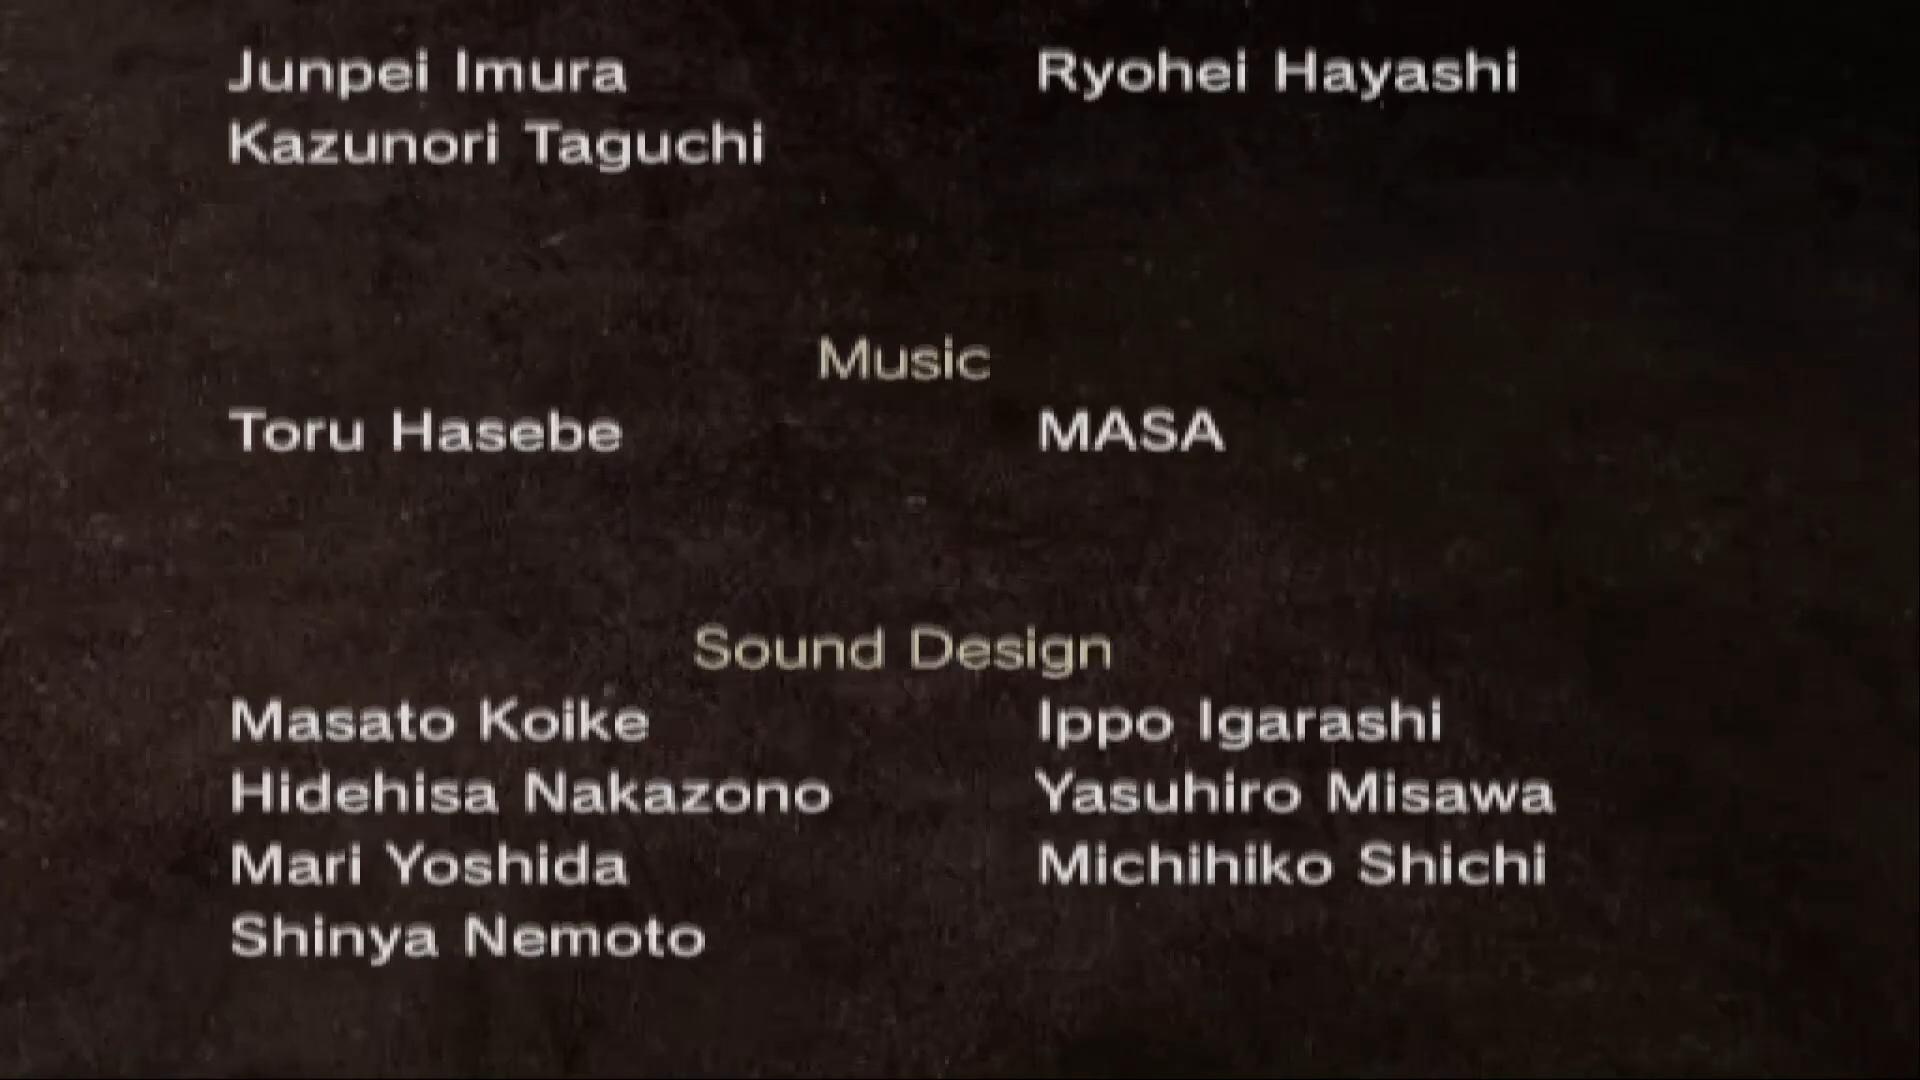 Junpei Imura Ryohei Hayashi
Kazunori Taguchi
Music
Toru Hasebe MASA
Sound Design
Masato Koike Ippo Igarashi
Hidehisa Nakazono Yasuhiro Misawa
Mari Yoshida Michihiko Shichi
Shinya Nemoto